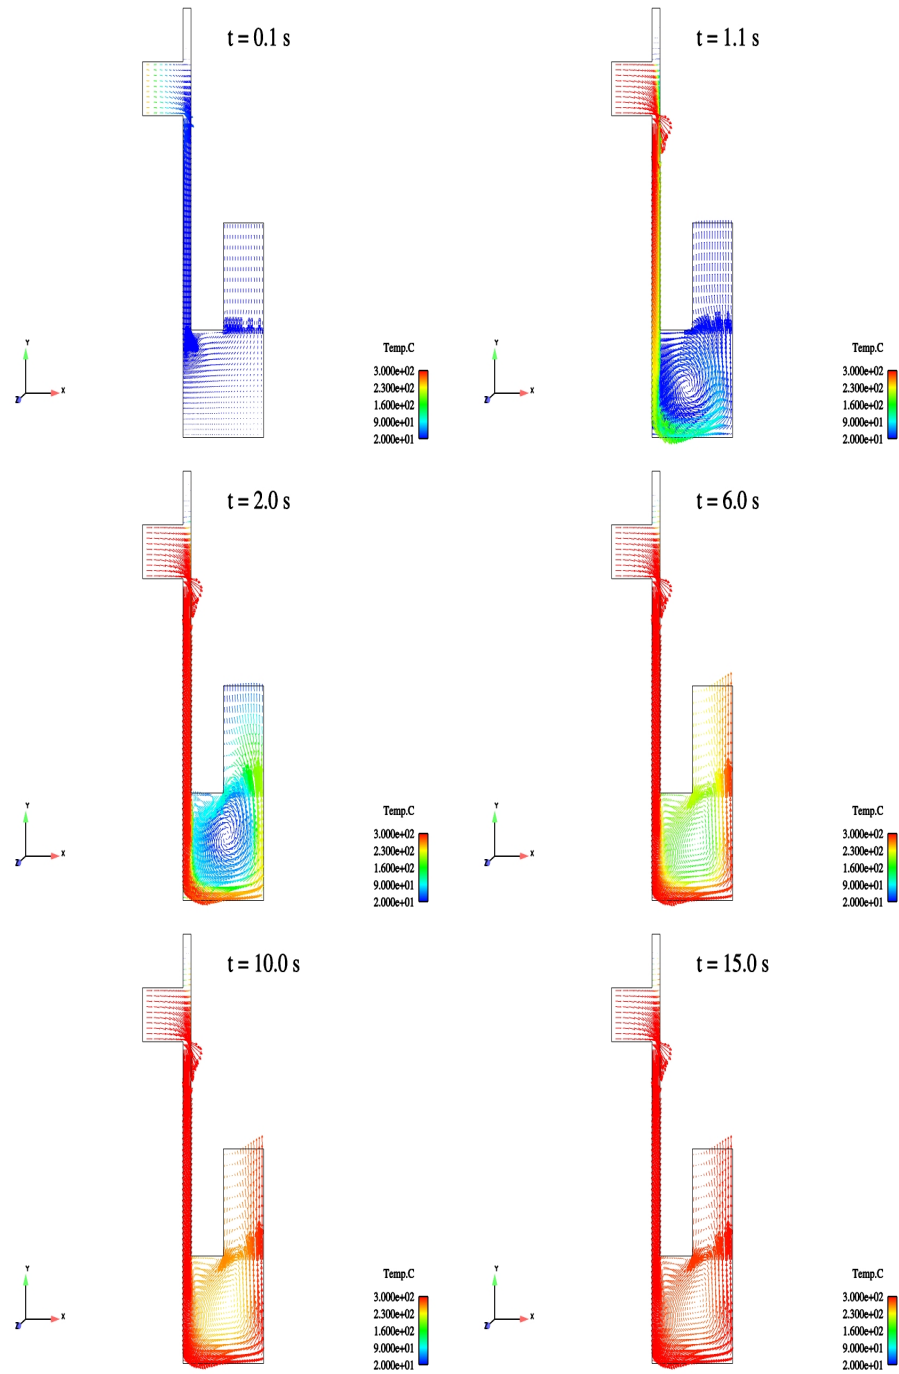 t = 0.1 s
Y
X
Z
Temp.C
3.000e+02
2.300e+02
1.600e+02
9.000e+01
2.000e+01
t = 1.1 s
Y
X
Z
Temp.C
3.000e+02
2.300e+02
1.600e+02
9.000e+01
2.000e+01
t = 2.0 s
Y
X
Z
Temp.C
3.000e+02
2.300e+02
1.600e+02
9.000e+01
2.000e+01
t = 6.0 s
Y
X
Z
Temp.C
3.000e+02
2.300e+02
1.600e+02
9.000e+01
2.000e+01
t = 10.0 s
Y
X
Z
Temp.C
3.000e+02
2.300e+02
1.600e+02
9.000e+01
2.000e+01
t = 15.0 s
Y
X
Z
Temp.C
3.000e+02
2.300e+02
1.600e+02
9.000e+01
2.000e+01